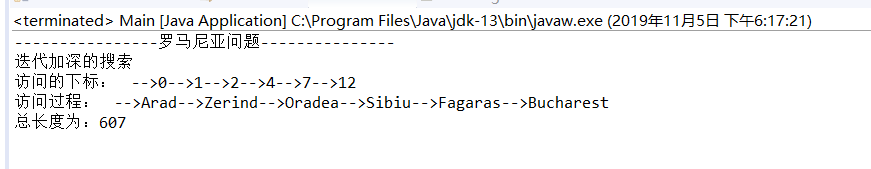 <terminated> Main [Java Application] C:\Program Files\Java\jdk-13\bin\javaw.exe (2019年11月5日 下午6:17:21)
----------------罗马尼亚问题---------------
迭代加深的搜索
访问的下标： -->0-->1-->2-->4-->7-->12
访问过程： -->Arad-->Zerind-->Oradea-->Sibiu-->Fagaras-->Bucharest
总长度为：607